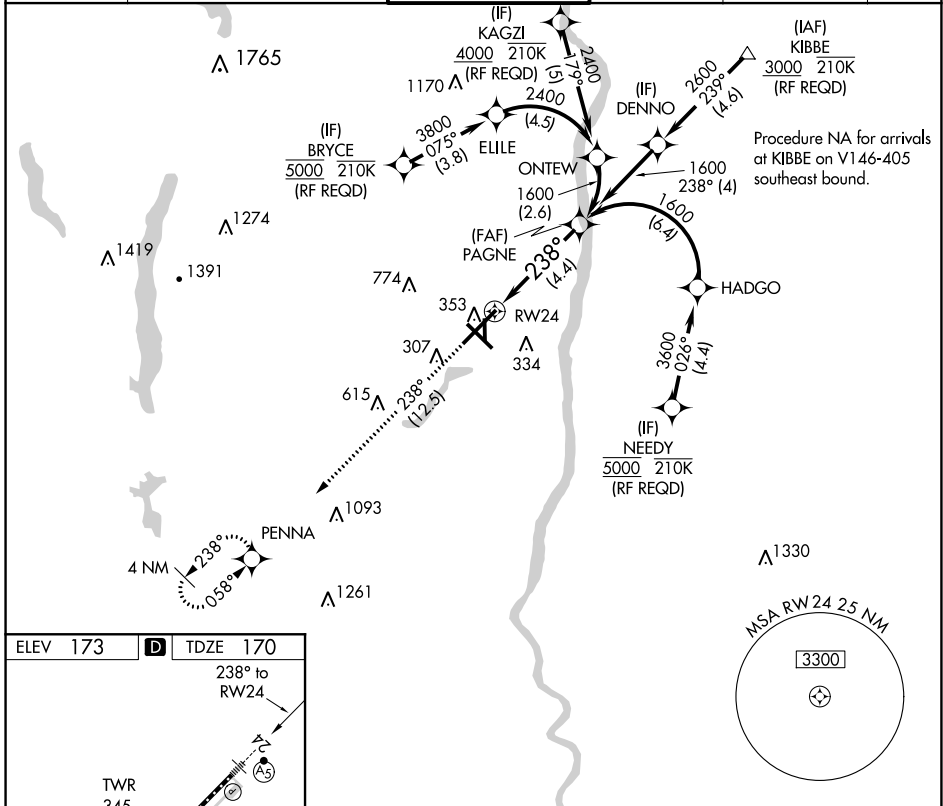 (IF)
KAGZI
4000 210K
(RF REQD)
2400
179°
(5)
(IAF)
KIBBE
3000 210K
(RF REQD)
2600
239°
(4.6)
1765
1170
2400
(4.5)
(IF)
DENNO
(IF)
BRYCE
5000 210K
(RF REQD)
3800
075°
(3.8)
ELILE
Procedure NA for arrivals
at KIBBE on V146-405
southeast bound.
ONTEW
1600
(2.6)
1600
238° (4)
1600
(6.4)
1274
1419
1391
(FAF)
PAGNE
238°
(4.4)
774
HADGO
353
RW24
307
334
3600
026°
(4.4)
615
238°
(12.5)
(IF)
NEEDY
5000 210K
(RF REQD)
1093
PENNA
4 NM
238°
058°
1330
1261
MSA RW24 25 NM
3300
ELEV 173 D TDZE 170
238° to
RW24
24
A5
P
TWR
345